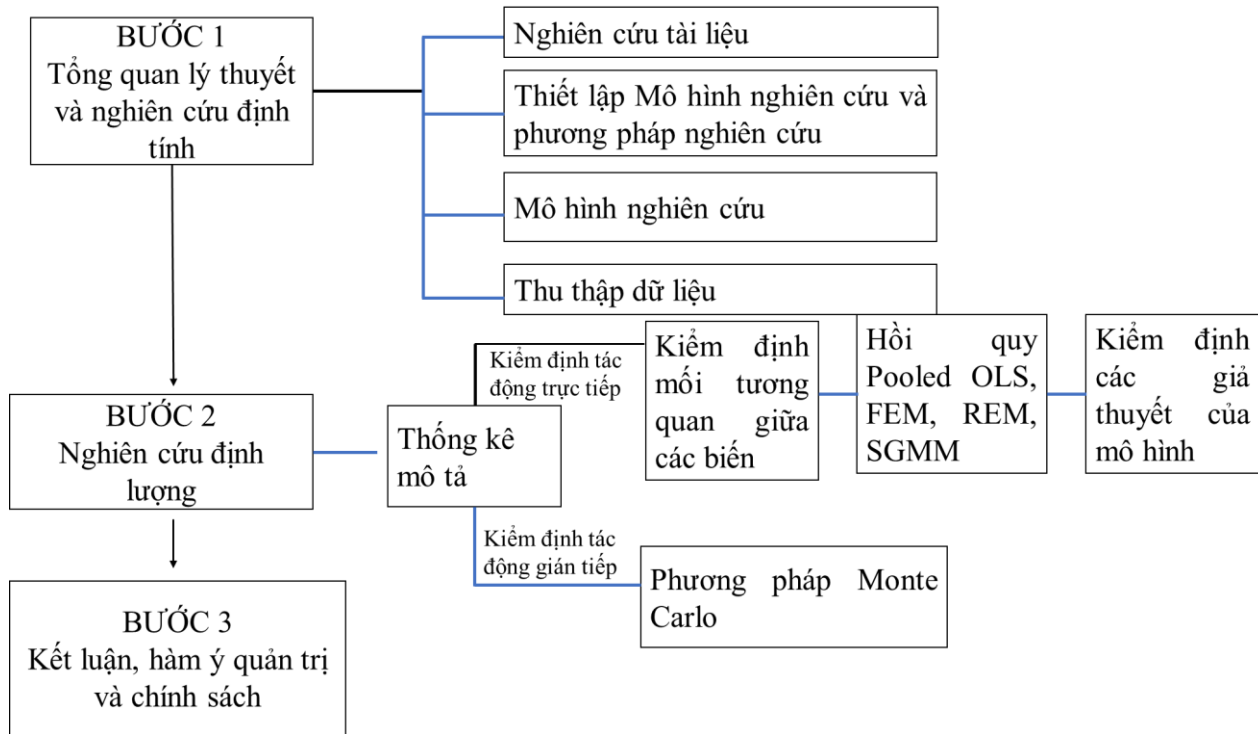 BƯỚC 1
Tổng quan lý thuyết
và nghiên cứu định
tính
Nghiên cứu tài liệu
Thiết lập Mô hình nghiên cứu và
phương pháp nghiên cứu
Mô hình nghiên cứu
Thu thập dữ liệu
BƯỚC 2
Nghiên cứu định
lượng
Thống kê
mô tả
Kiểm định tác
động trực tiếp
Kiểm định
mối tương
quan giữa
các biến
Hồi quy
Pooled OLS,
FEM, REM,
SGMM
Kiểm định
các giả
thuyết của
mô hình
Kiểm định tác
động gián tiếp
Phương pháp Monte
Carlo
BƯỚC 3
Kết luận, hàm ý quản trị
và chính sách